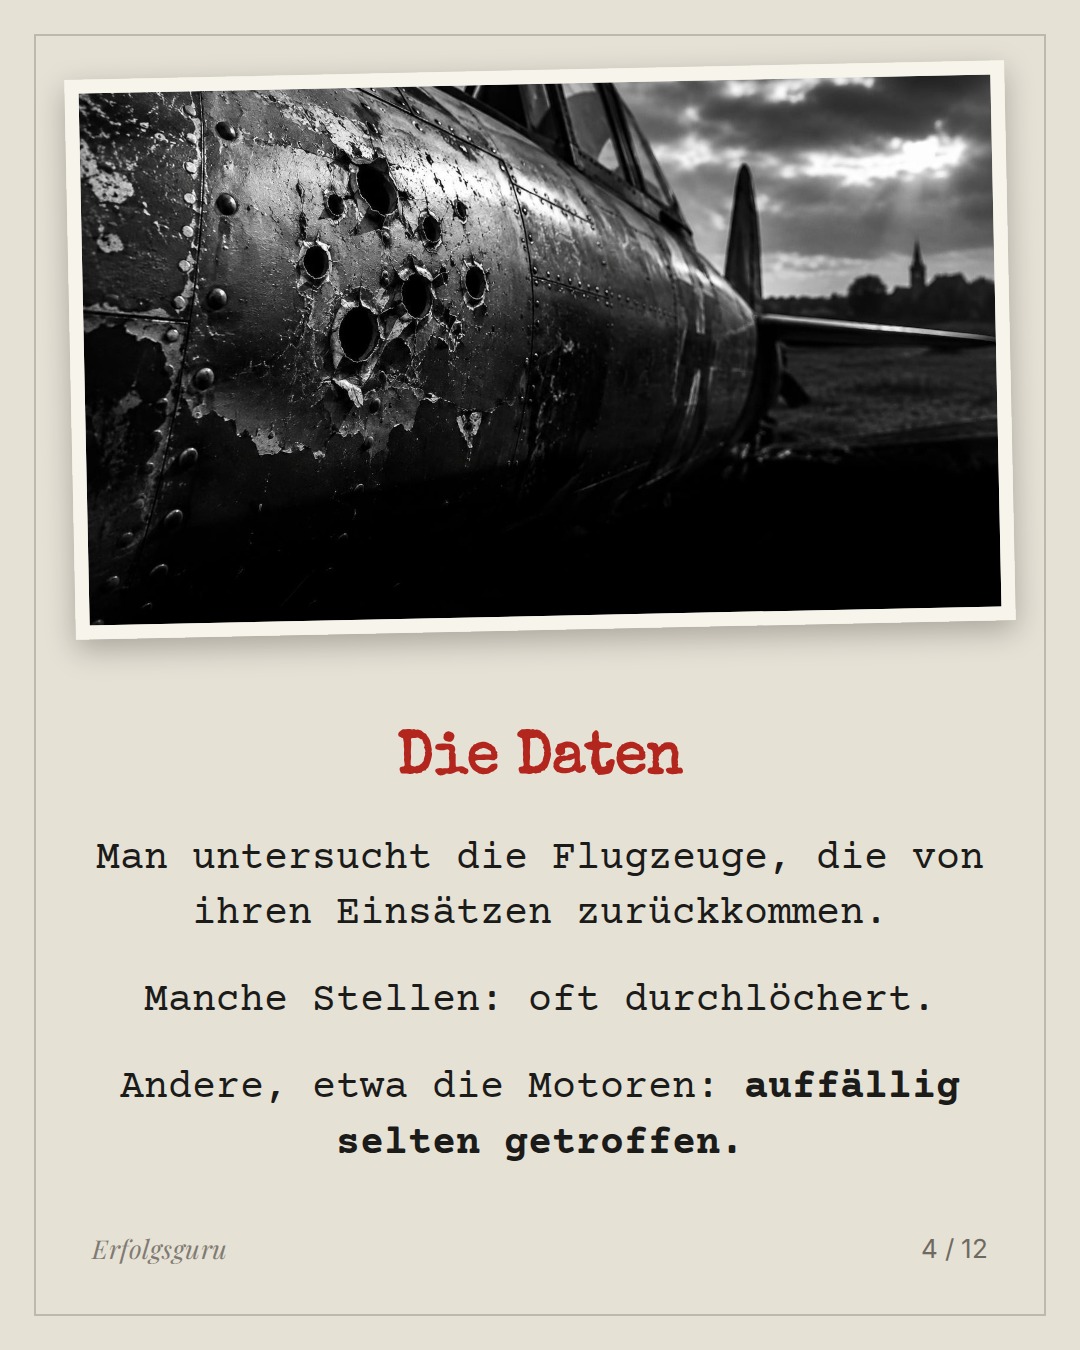 Die Daten
Man untersucht die Flugzeuge, die von
ihren Einsätzen zurückkommen.
Manche Stellen: oft durchlöchert.
Andere, etwa die Motoren: auffällig
selten getroffen.
Erfolgsguru
4 / 12